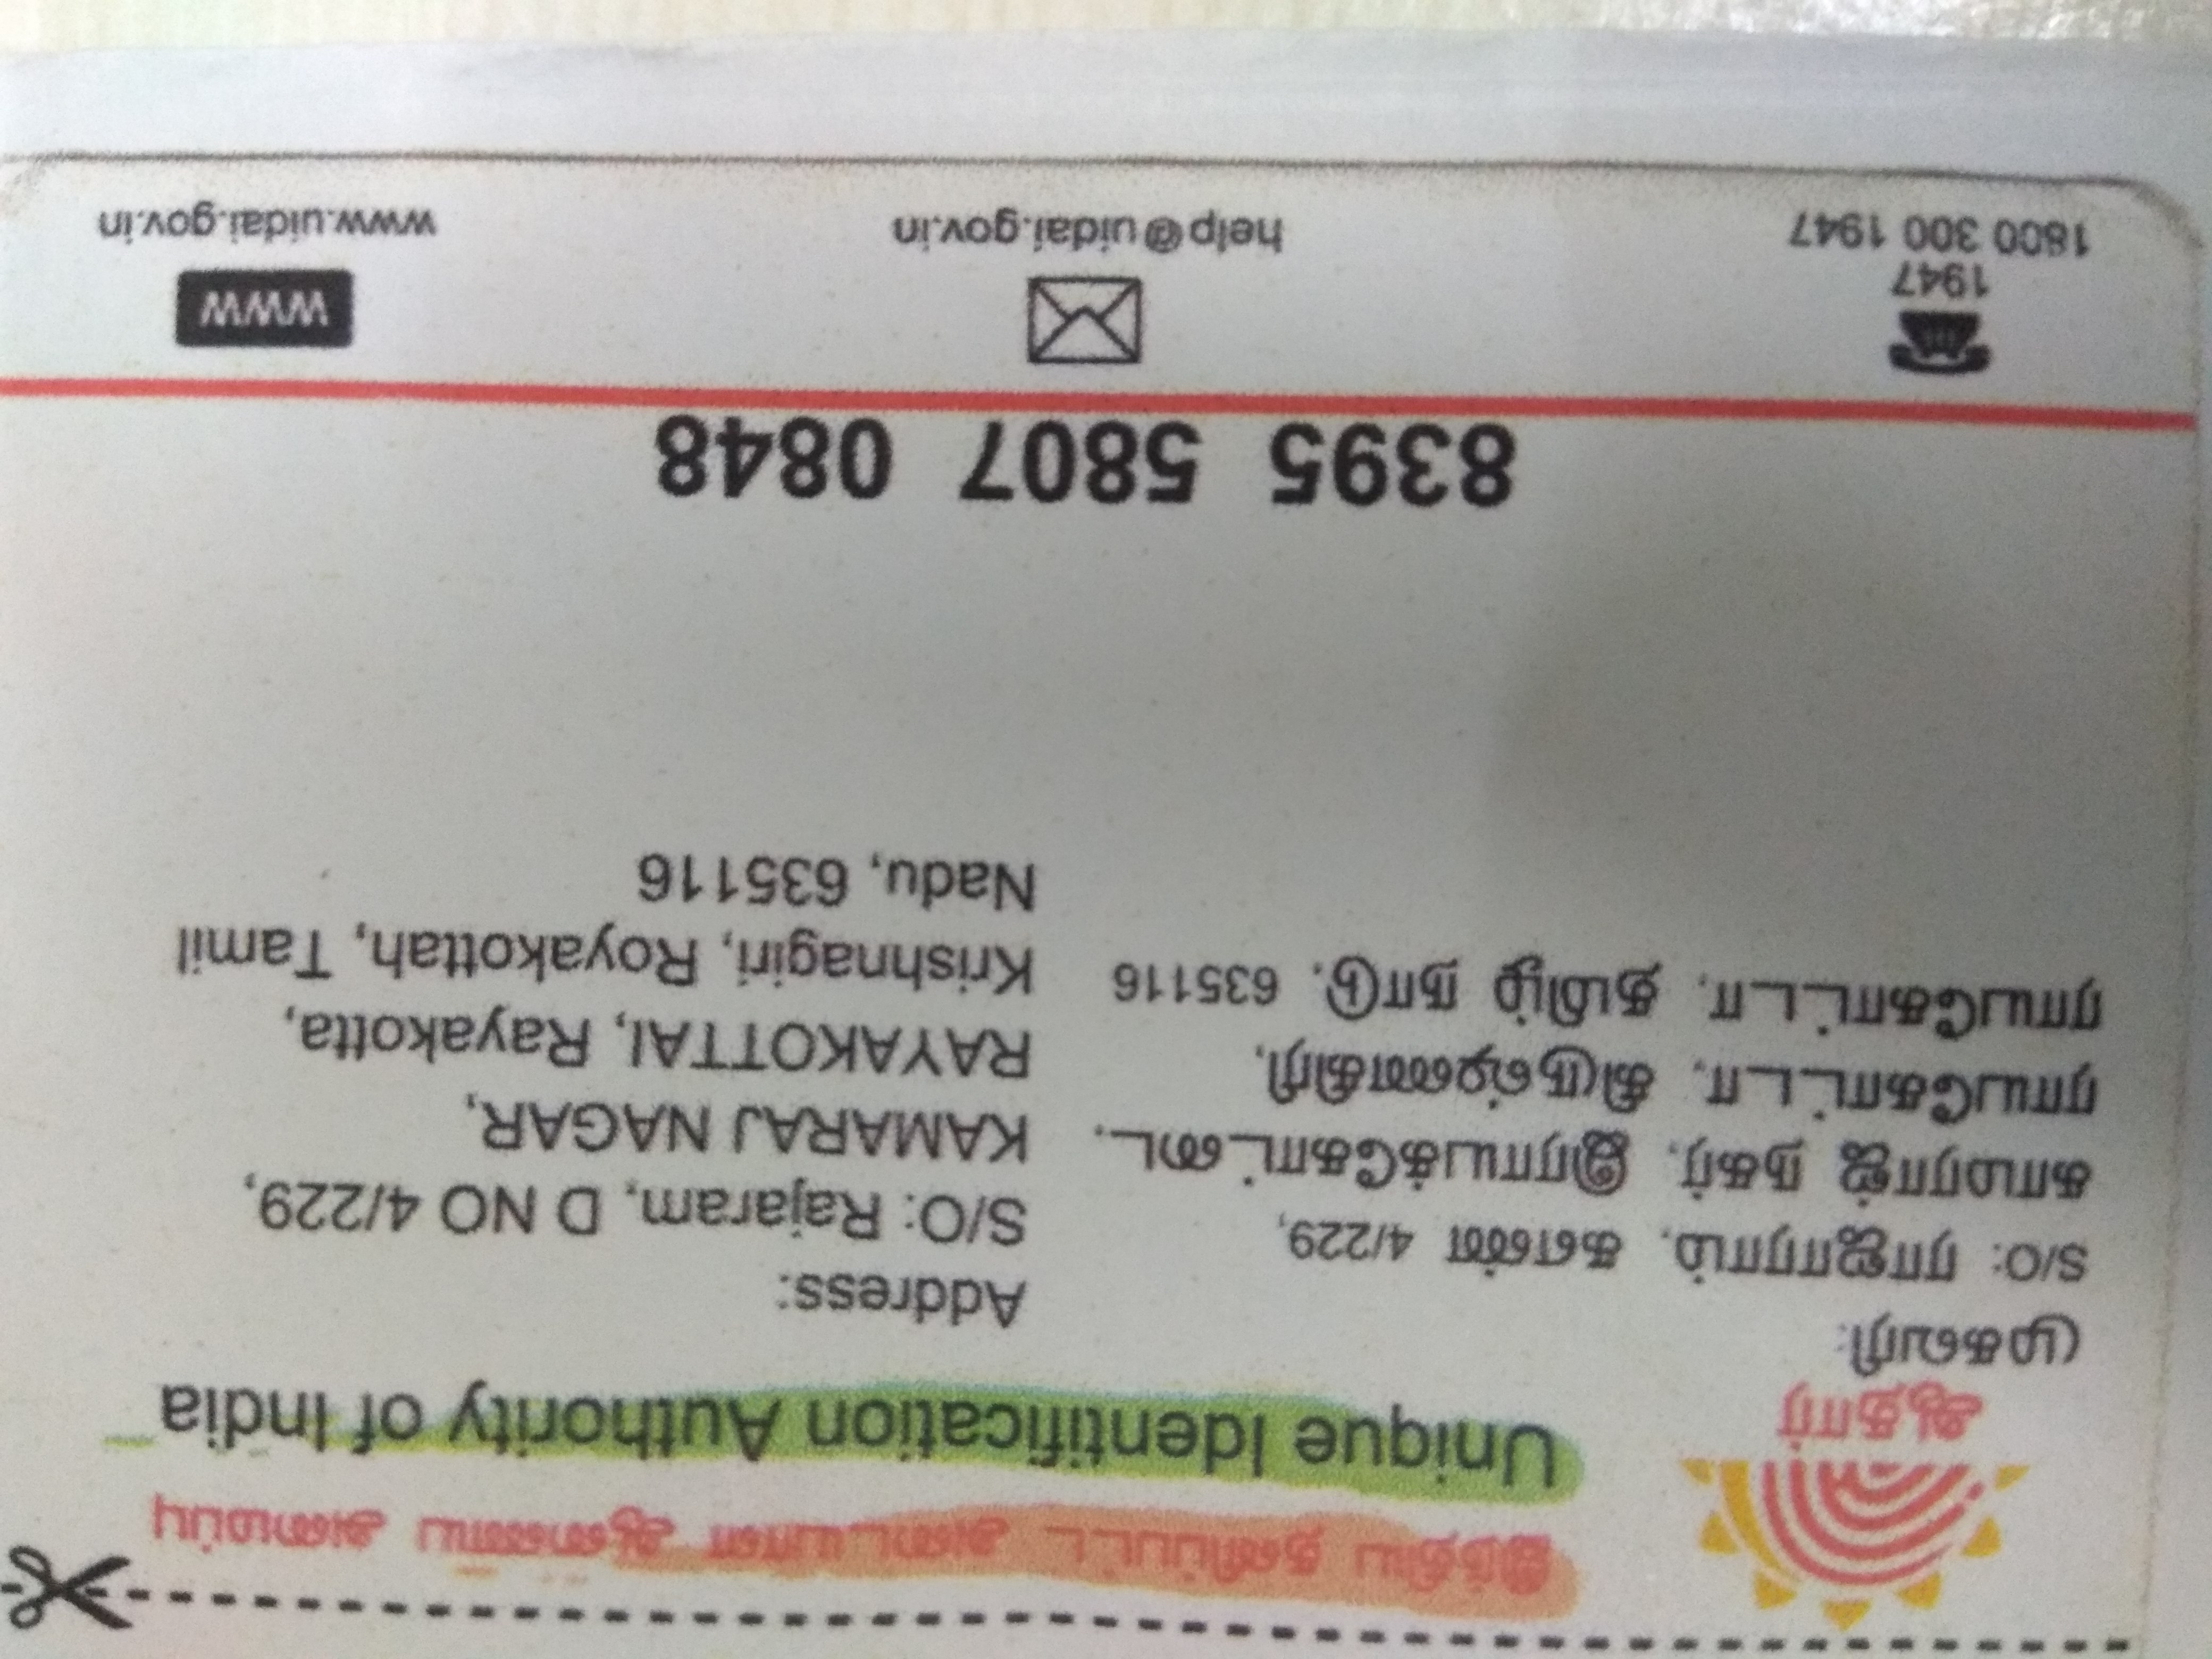 இந்திய தனிப்பட்ட அடையாள ஆணைய அமைப்பு
Unique Identification Authority of India
ஆதார்
முகவரி:
S/O: ராஜாராம், கஎண் 4/229,
காமராஜ் நகர், இராயக்கோட்டை,
ராயகோட்டா, கிருஷ்ணகிரி,
ராயகோட்டா, தமிழ் நாடு, 635116
Address:
S/O: Rajaram, D NO 4/229,
KAMARAJ NAGAR,
RAYAKOTTAI, Rayakotta,
Krishnagiri, Royakottah, Tamil
Nadu, 635116
8395 5807 0848
1947
1800 300 1947
help@uidai.gov.in
WWW
www.uidai.gov.in